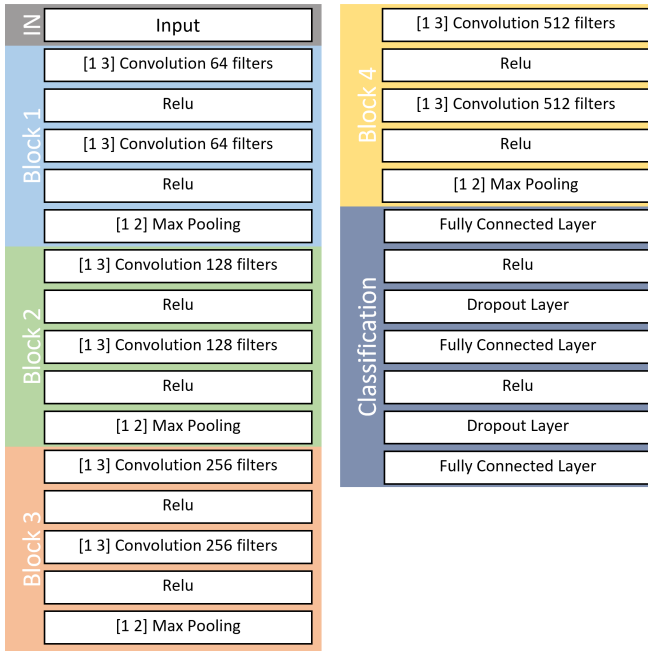 IN
Input
Block 1
[1 3] Convolution 64 filters
Relu
[1 3] Convolution 64 filters
Relu
[1 2] Max Pooling
Block 2
[1 3] Convolution 128 filters
Relu
[1 3] Convolution 128 filters
Relu
[1 2] Max Pooling
Block 3
[1 3] Convolution 256 filters
Relu
[1 3] Convolution 256 filters
Relu
[1 2] Max Pooling
Block 4
[1 3] Convolution 512 filters
Relu
[1 3] Convolution 512 filters
Relu
[1 2] Max Pooling
Classification
Fully Connected Layer
Relu
Dropout Layer
Fully Connected Layer
Relu
Dropout Layer
Fully Connected Layer